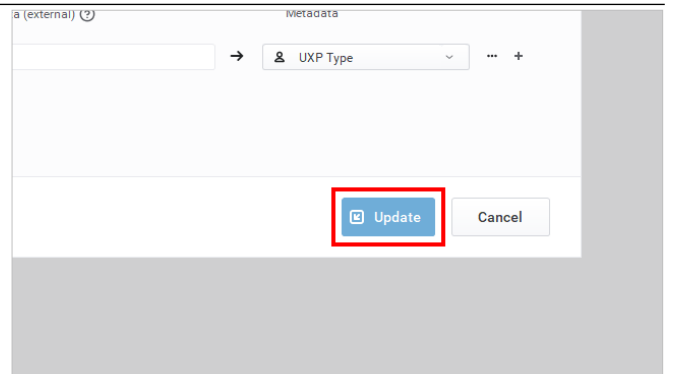 a (external) ?
Metadata
→ UXP Type ... +
Update Cancel